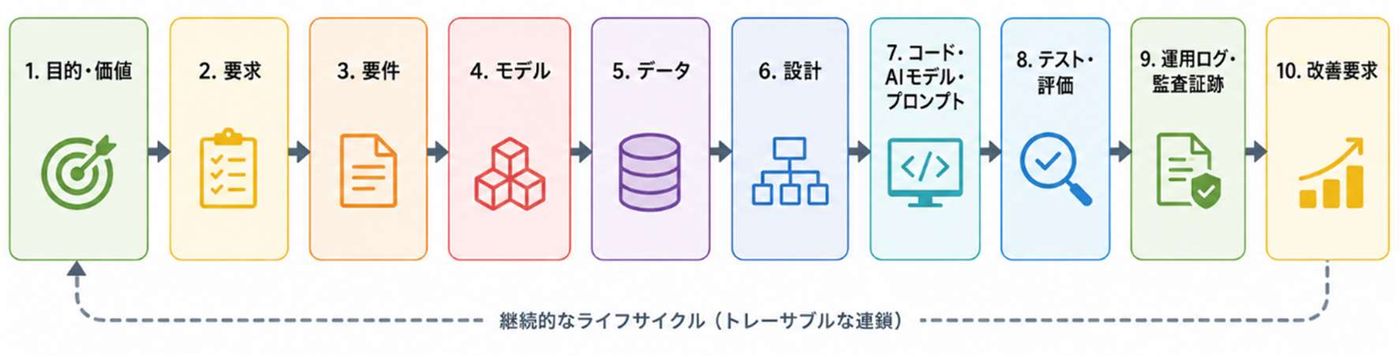 1. 目的・価値
2. 要求
3. 要件
4. モデル
5. データ
6. 設計
7. コード・
AIモデル・
プロンプト
8. テスト・
評価
9. 運用ログ・
監査証跡
10. 改善要求
継続的なライフサイクル（トレーサブルな連鎖）